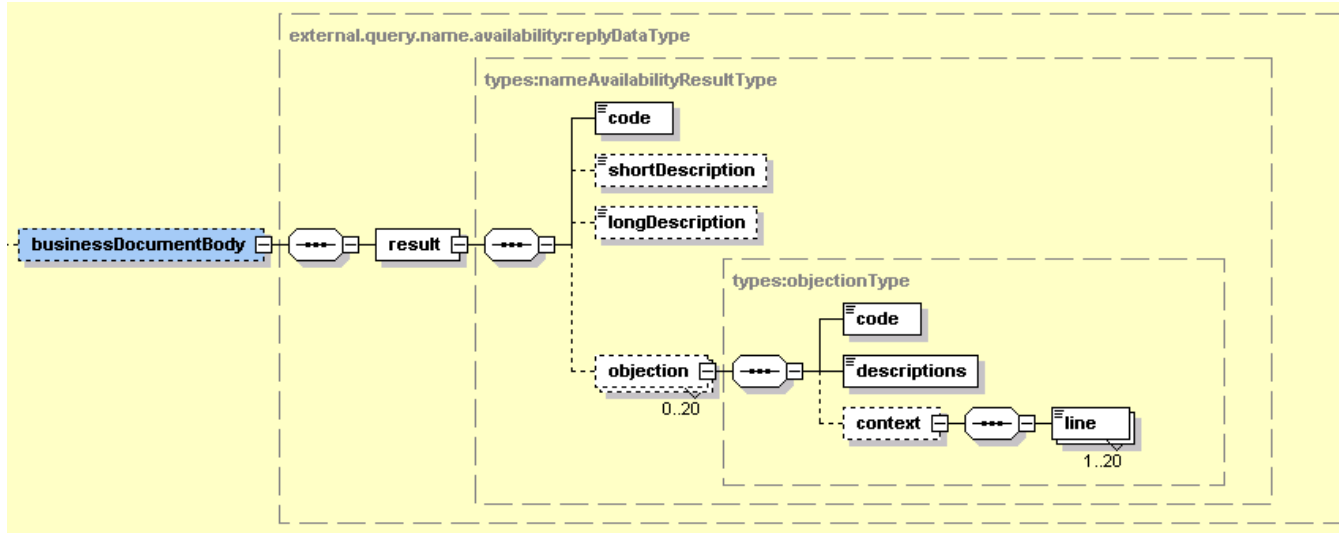 external.query.name.availability:replyDataType
types:nameAvailabilityResultType
code
shortDescription
longDescription
businessDocumentBody
result
types:objectionType
code
objection
descriptions
0..20
context
line
1..20